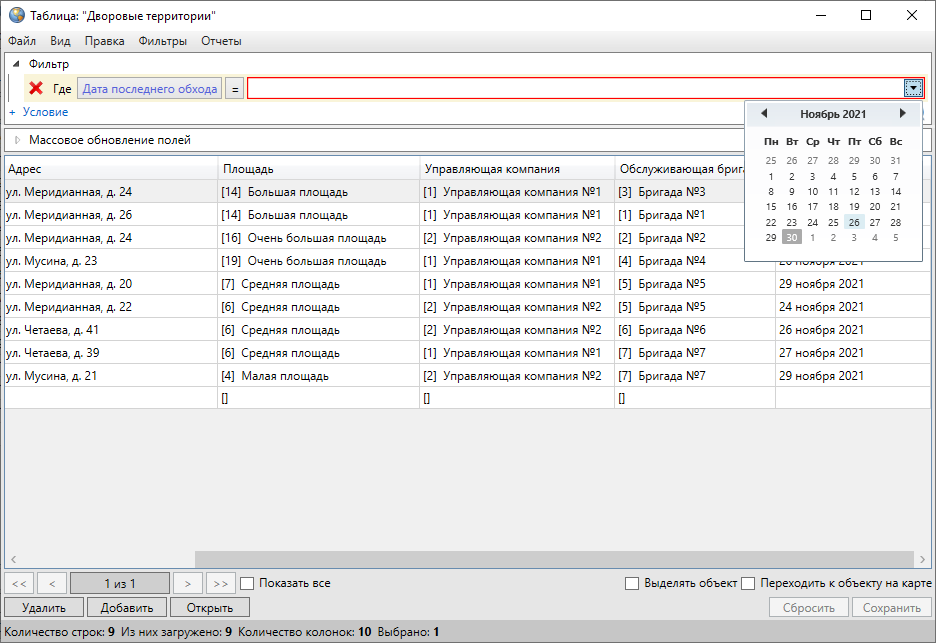 Таблица: "Дворовые территории"
Файл Вид Правка Фильтры Отчеты
Фильтр
Где Дата последнего обхода =
+ Условие
Ноябрь 2021
Пн Вт Ср Чт Пт Сб Вс
25 26 27 28 29 30 31
1 2 3 4 5 6 7
8 9 10 11 12 13 14
15 16 17 18 19 20 21
22 23 24 25 26 27 28
29 30 1 2 3 4 5
Массовое обновление полей
Адрес Площадь Управляющая компания Обслуживающая
ул. Меридианная, д. 24 [14] Большая площадь [1] Управляющая компания №1 [3] Бригада №3
ул. Меридианная, д. 26 [14] Большая площадь [1] Управляющая компания №1 [1] Бригада №1
ул. Меридианная, д. 24 [16] Очень большая площадь [2] Управляющая компания №2 [2] Бригада №2
ул. Мусина, д. 23 [19] Очень большая площадь [1] Управляющая компания №1 [4] Бригада №4
ул. Меридианная, д. 20 [7] Средняя площадь [1] Управляющая компания №1 [5] Бригада №5 29 ноября 2021
ул. Меридианная, д. 22 [6] Средняя площадь [2] Управляющая компания №2 [5] Бригада №5 24 ноября 2021
ул. Четаева, д. 41 [6] Средняя площадь [2] Управляющая компания №2 [6] Бригада №6 26 ноября 2021
ул. Четаева, д. 39 [6] Средняя площадь [1] Управляющая компания №1 [7] Бригада №7 27 ноября 2021
ул. Мусина, д. 21 [4] Малая площадь [2] Управляющая компания №2 [7] Бригада №7 29 ноября 2021
[] [] []
<< < 1 из 1 > >> Показать все Выделять объект Переходить к объекту на карте
Удалить Добавить Открыть Сбросить Сохранить
Количество строк: 9 Из них загружено: 9 Количество колонок: 10 Выбрано: 1